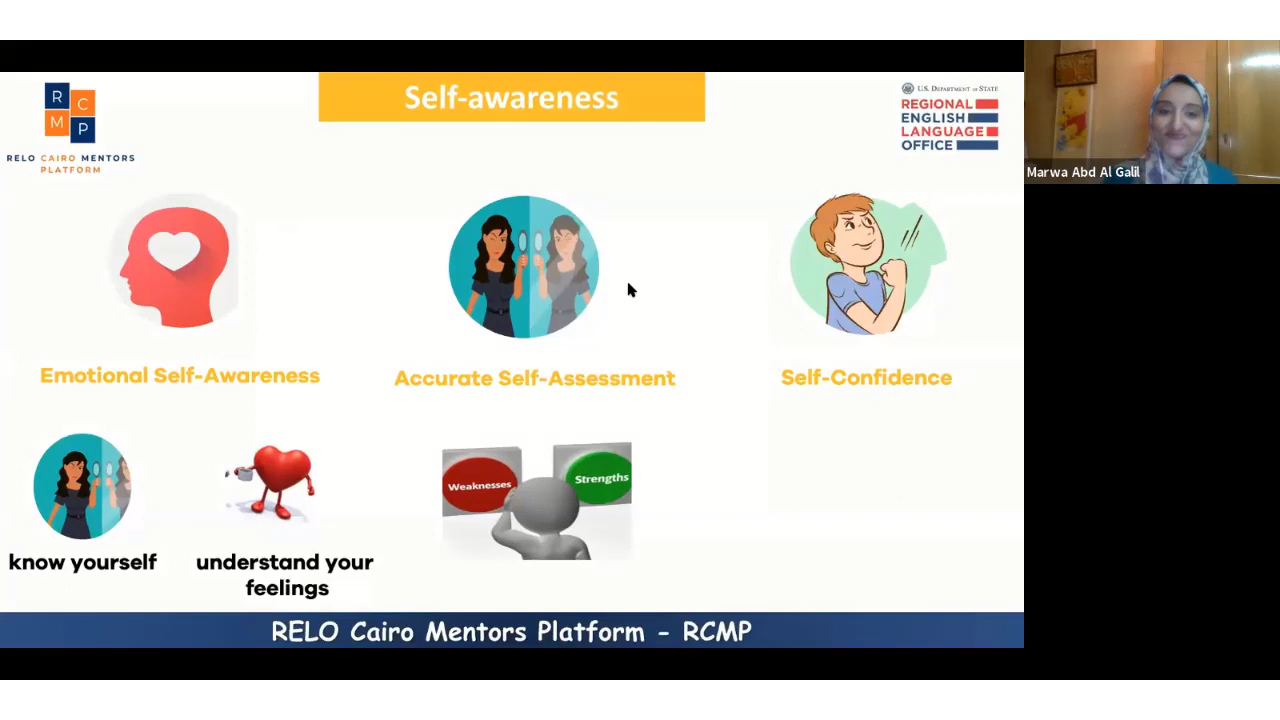 Self-awareness
R
C
M
P
RELO CAIRO MENTORS
PLATFORM
U.S. DEPARTMENT of STATE
REGIONAL
ENGLISH
LANGUAGE
OFFICE
Marwa Abd Al Galil
Emotional Self-Awareness
Accurate Self-Assessment
Self-Confidence
Weaknesses
Strengths
know yourself
understand your
feelings
RELO Cairo Mentors Platform - RCMP